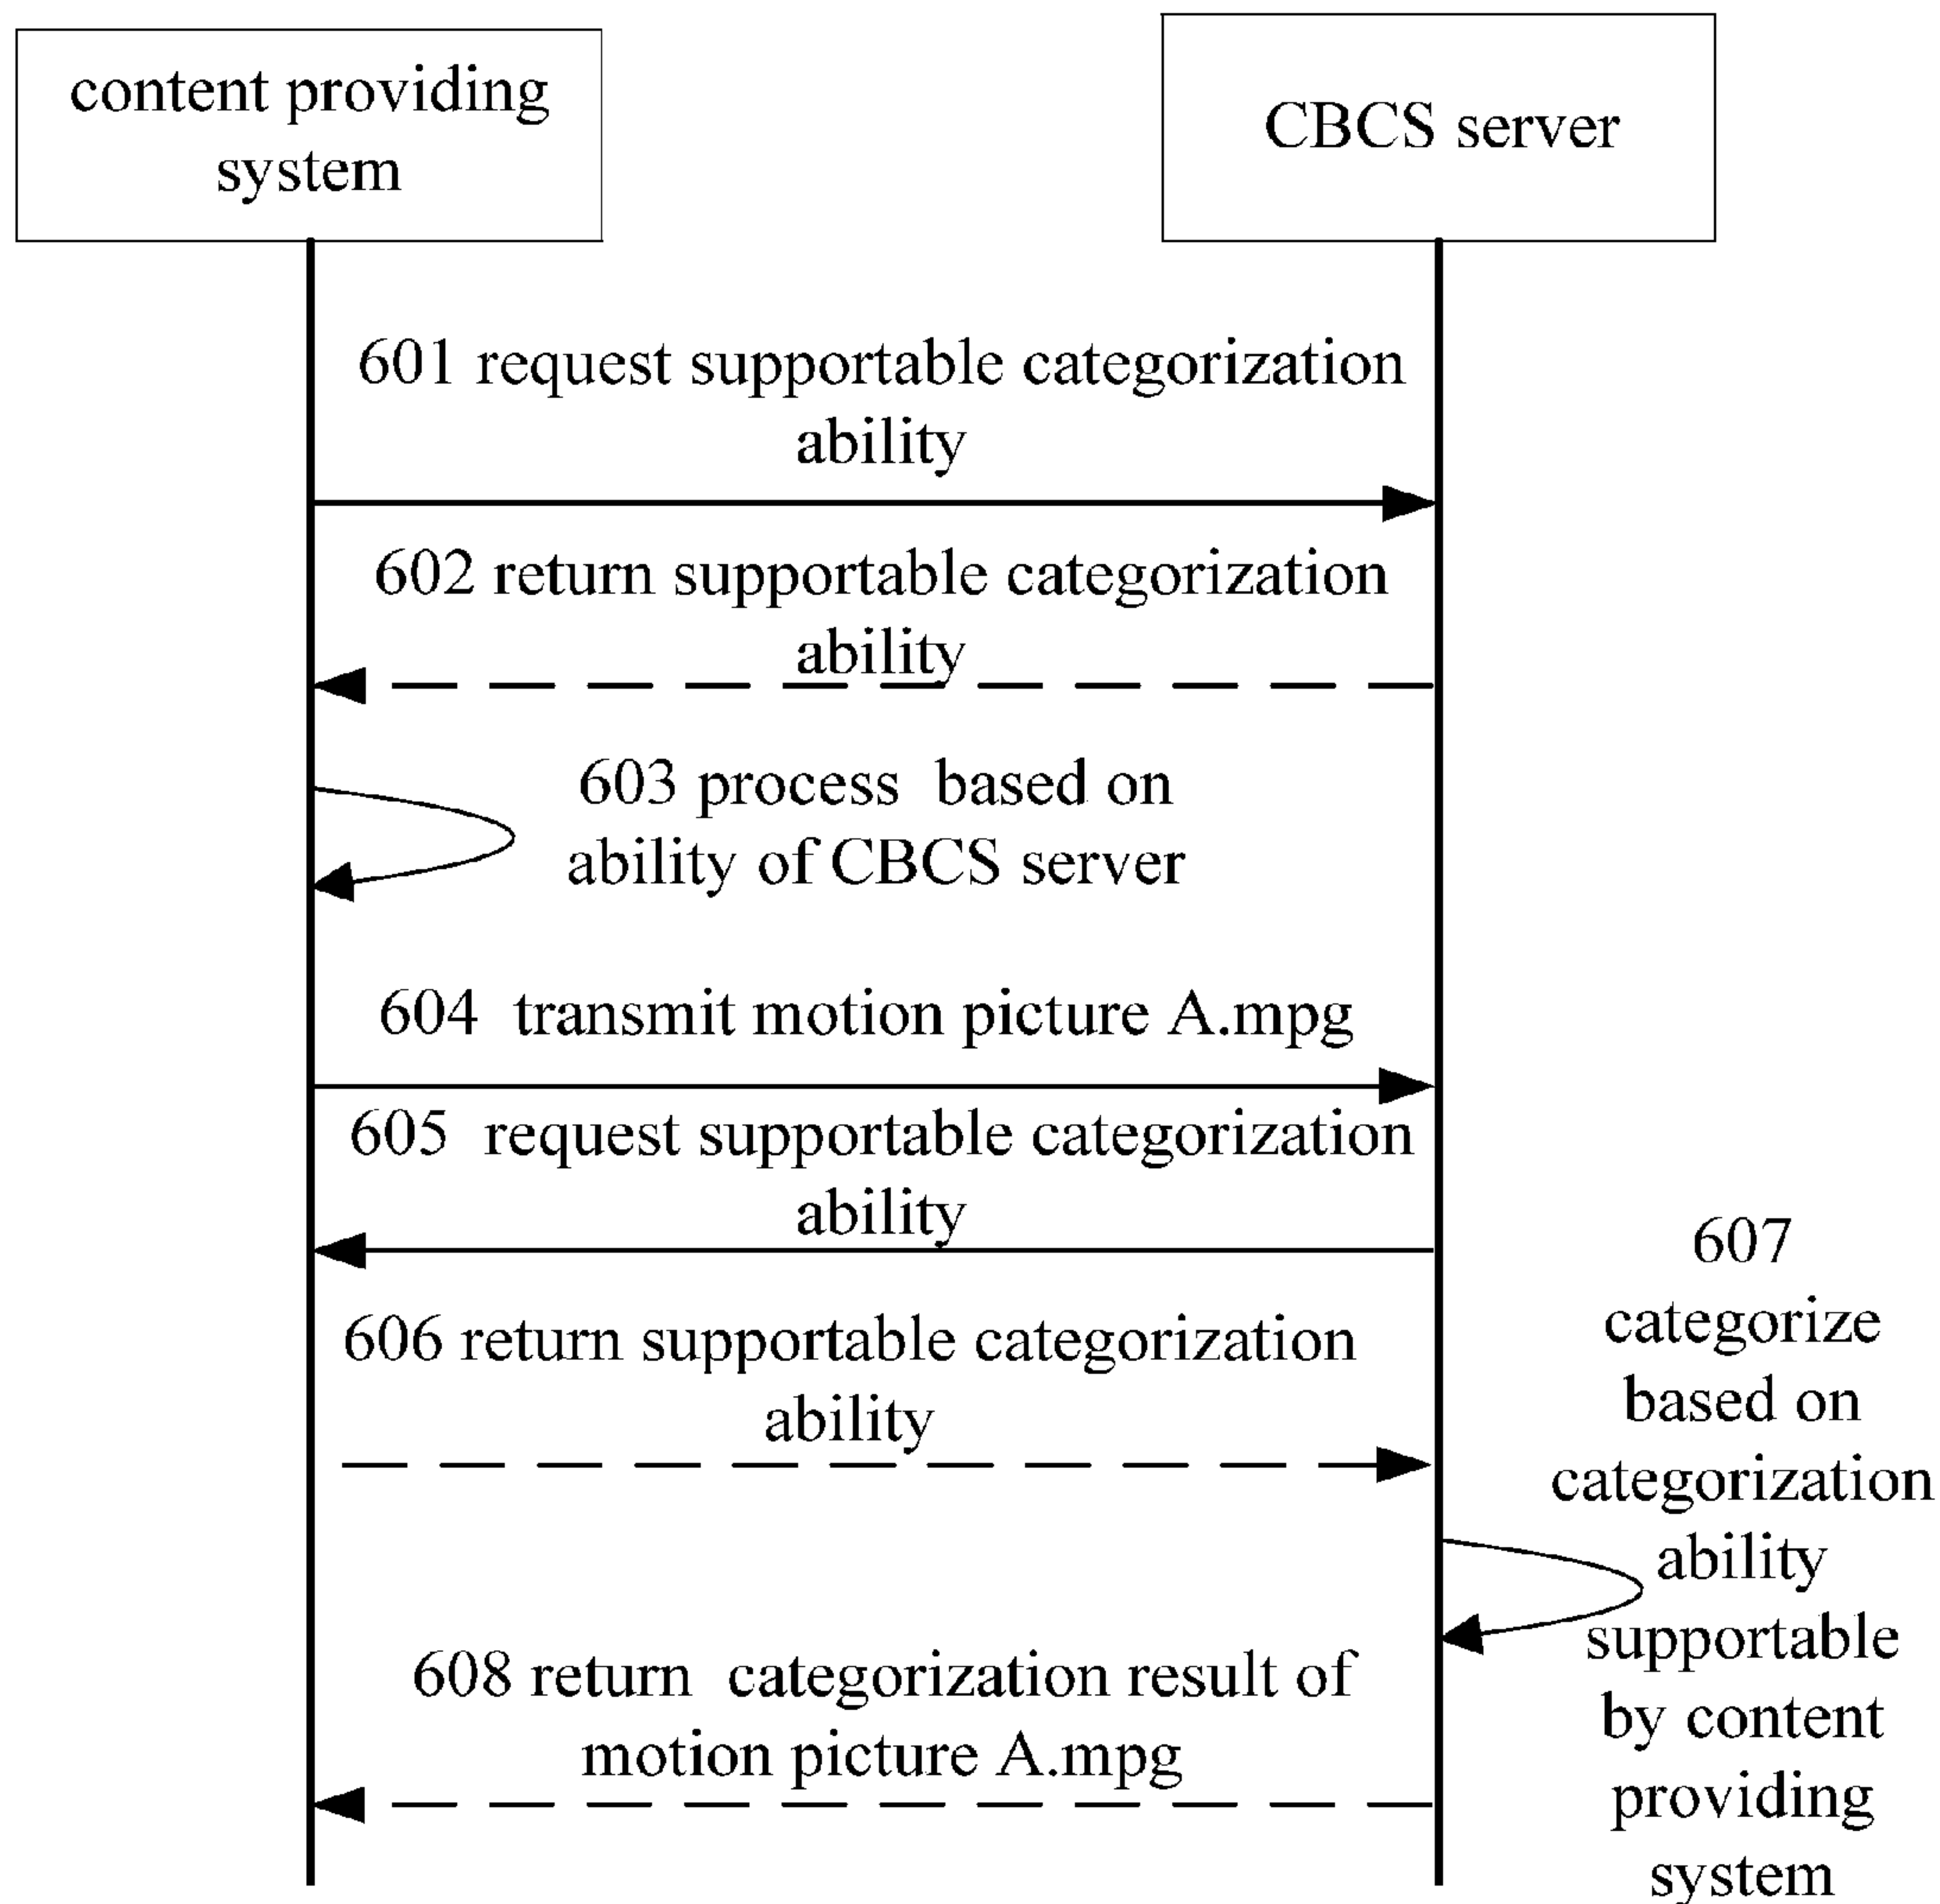 content providing
system
CBCS server
601 request supportable categorization
ability
602 return supportable categorization
ability
603 process based on
ability of CBCS server
604 transmit motion picture A.mpg
605 request supportable categorization
ability
606 return supportable categorization
ability
607
categorize
based on
categorization
ability
supportable
by content
providing
system
608 return categorization result of
motion picture A.mpg